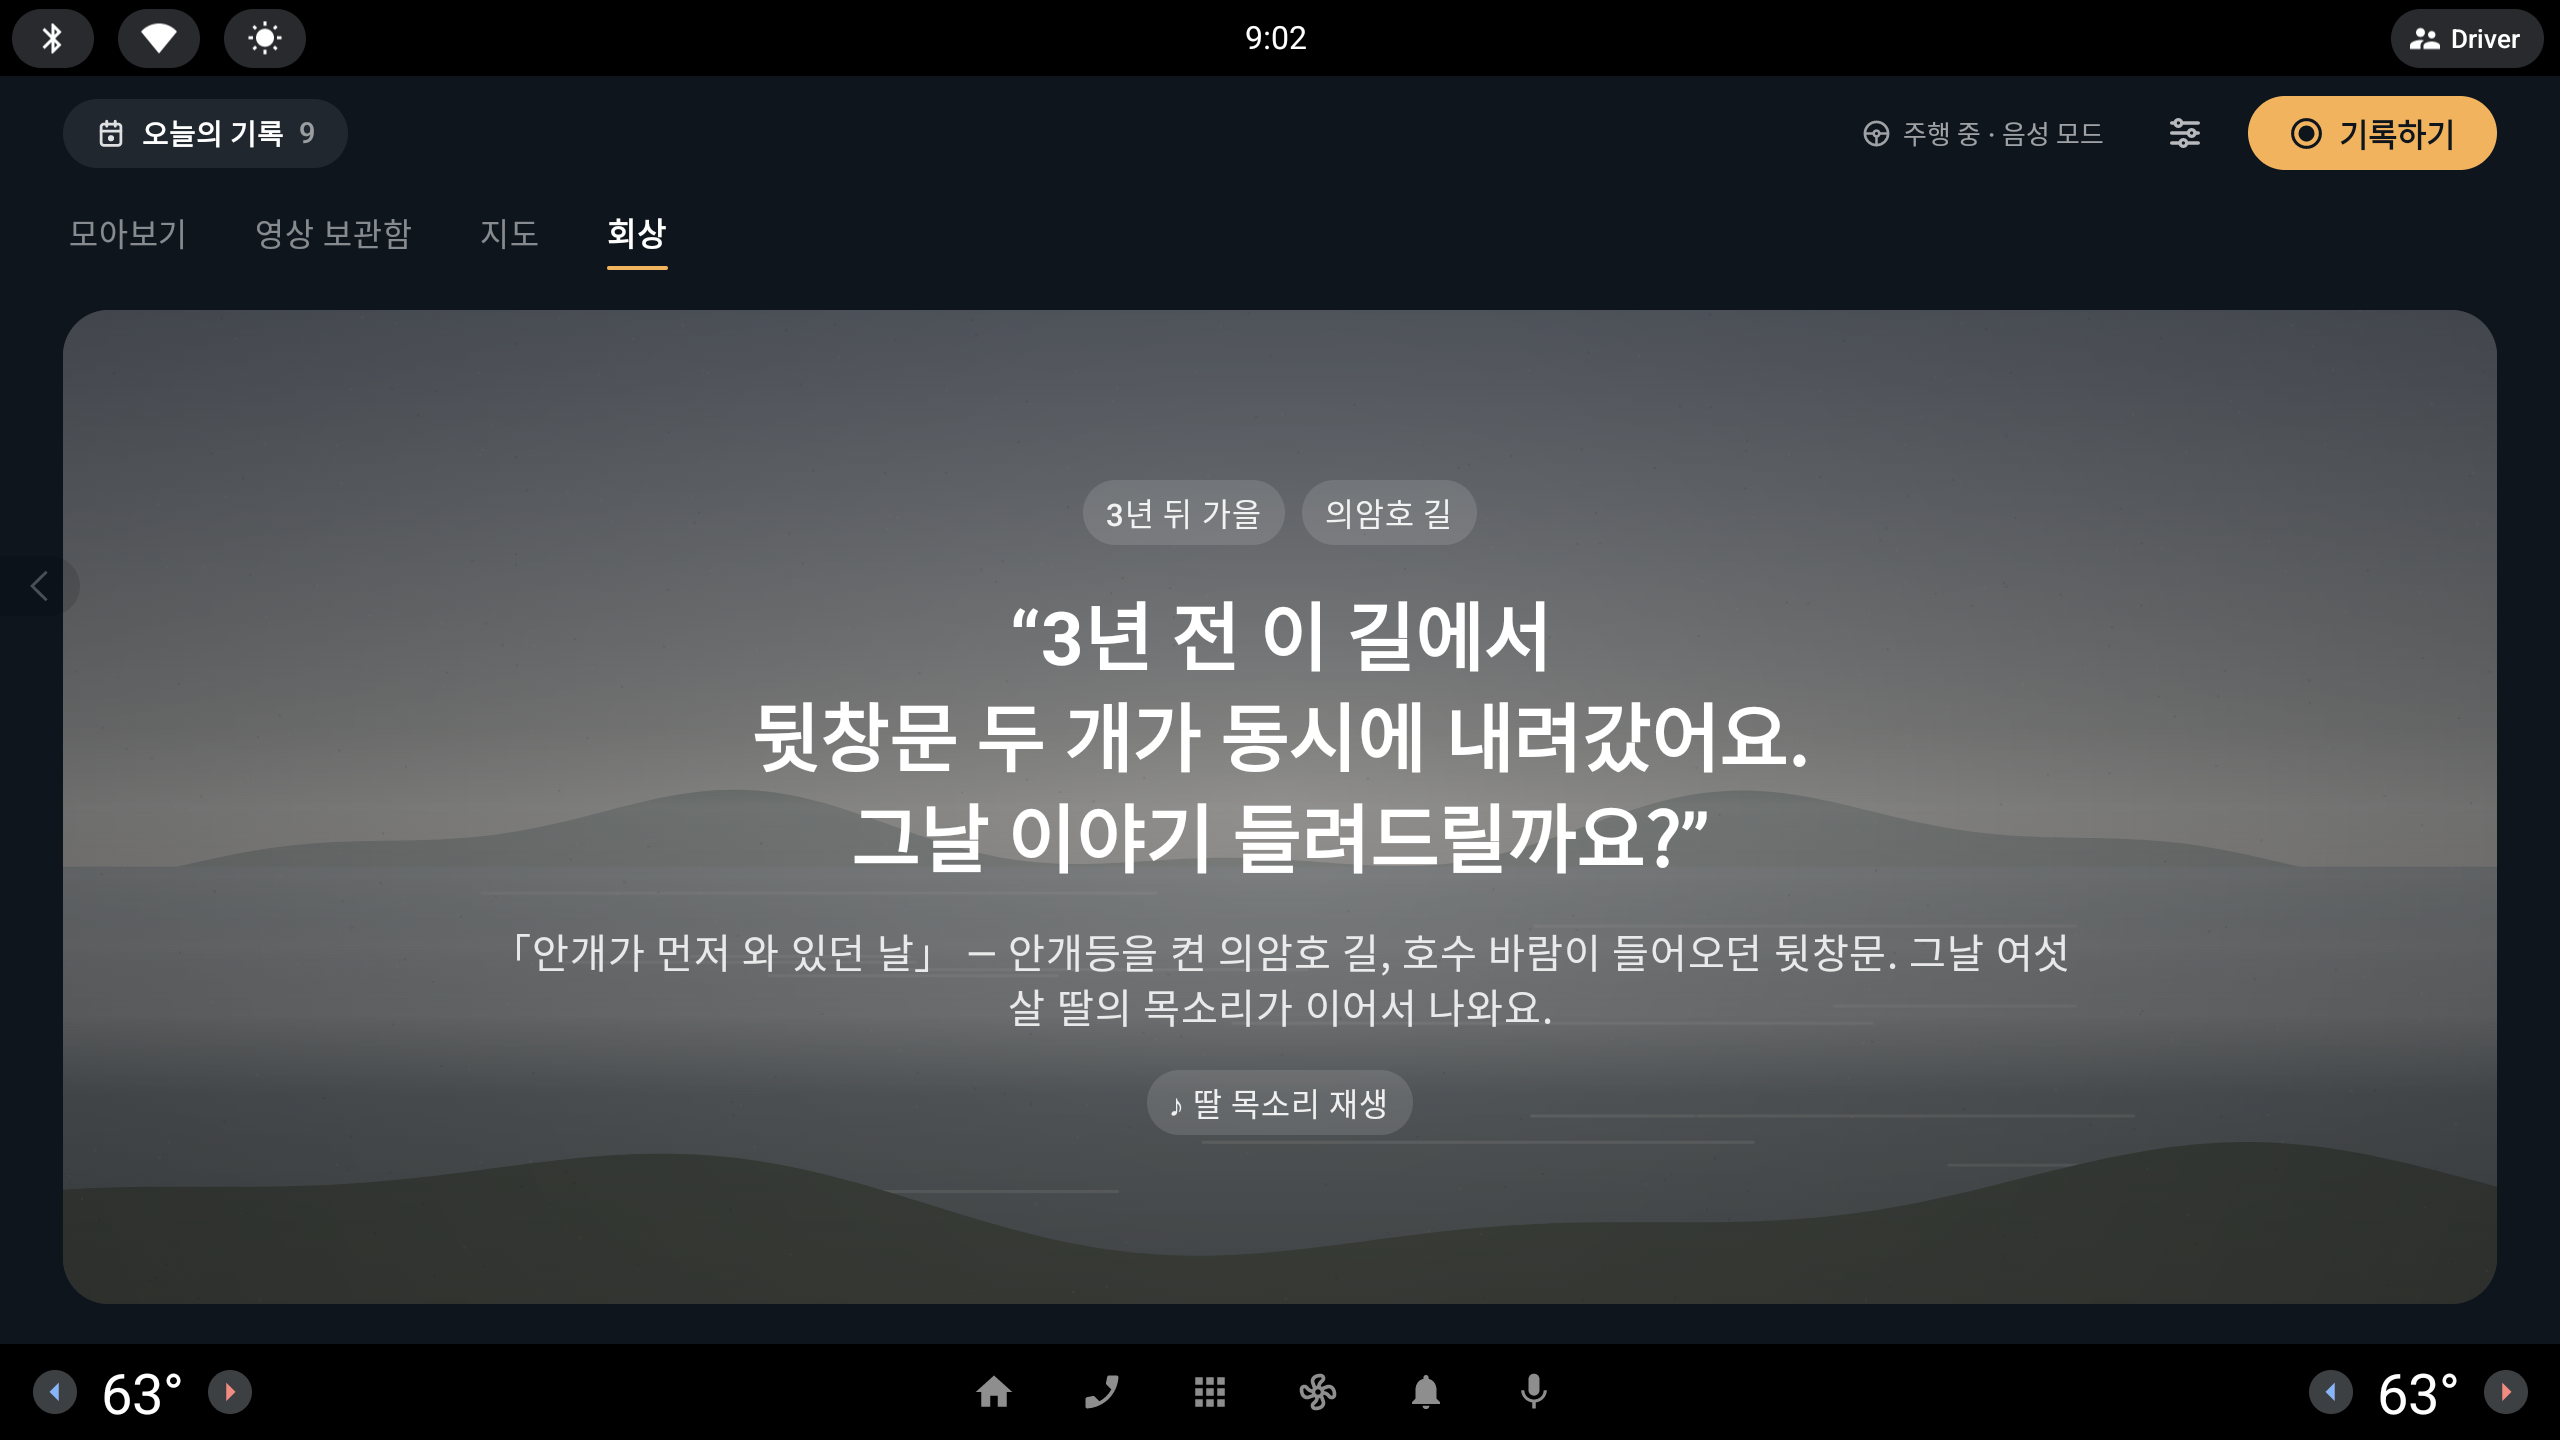 9:02
Driver
오늘의 기록 9
주행 중 · 음성 모드
기록하기
모아보기 영상 보관함 지도 회상
3년 뒤 가을 의암호 길
“3년 전 이 길에서
뒷창문 두 개가 동시에 내려갔어요.
그날 이야기 들려드릴까요?”
「안개가 먼저 와 있던 날」 — 안개등을 켠 의암호 길, 호수 바람이 들어오던 뒷창문. 그날 여섯
살 딸의 목소리가 이어서 나와요.
♪ 딸 목소리 재생
63° 63°